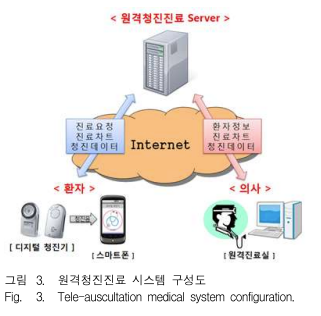 < 원격청진진료 Server >
진료요청
진료차트
청진데이터
Internet
환자정보
진료차트
청진데이터
< 환자 >
< 의사 >
청진음
[ 디지털 청진기 ]
[스마트폰]
[원격진료실]
그림 3. 원격청진진료 시스템 구성도
Fig. 3. Tele-auscultation medical system configuration.